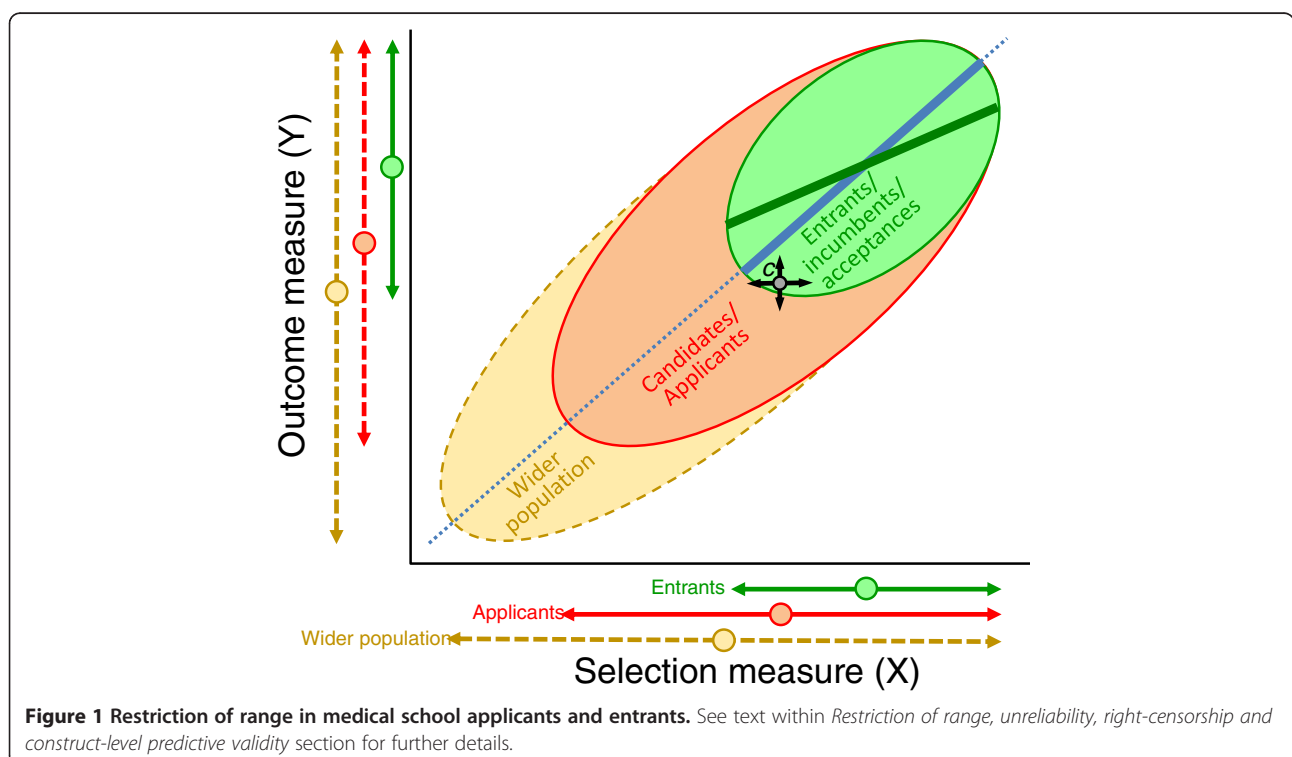 Outcome measure (Y)
Entrants/
incumbents/
acceptances
c
Candidates/
Applicants
Wider
population
Entrants
Applicants
Wider population
Selection measure (X)
Figure 1 Restriction of range in medical school applicants and entrants. See text within Restriction of range, unreliability, right-censorship and
construct-level predictive validity section for further details.